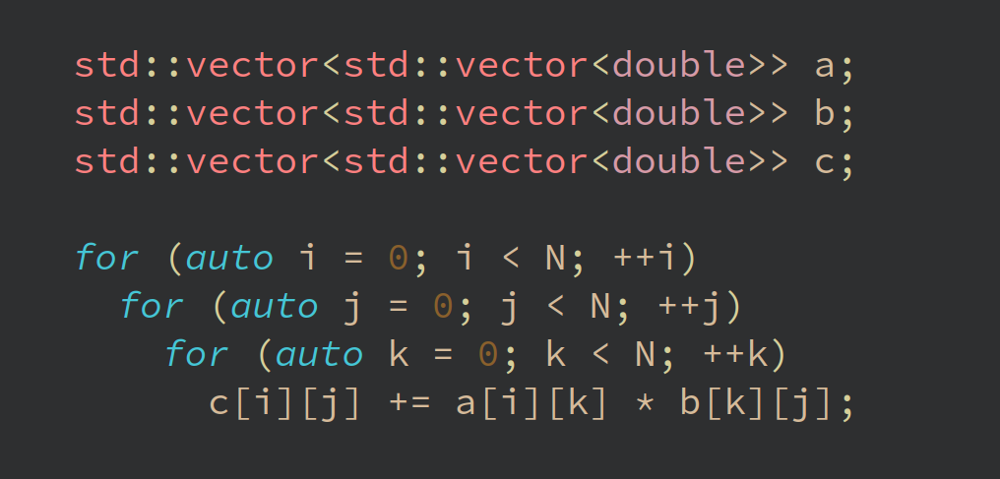 std::vector<std::vector<double>> a;
std::vector<std::vector<double>> b;
std::vector<std::vector<double>> c;
for (auto i = 0; i < N; ++i)
for (auto j = 0; j < N; ++j)
for (auto k = 0; k < N; ++k)
c[i][j] += a[i][k] * b[k][j];